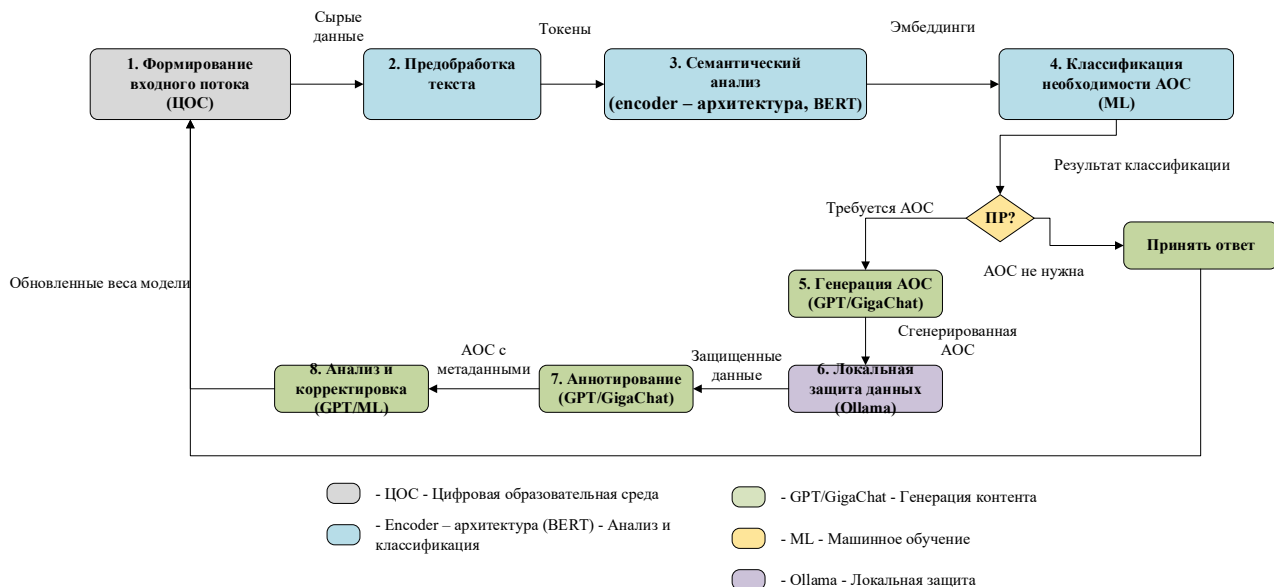 Сырые
данные
Токены
Эмбеддинги
1. Формирование
входного потока
(ЦОС)
2. Предобработка
текста
3. Семантический
анализ
(encoder – архитектура, BERT)
4. Классификация
необходимости АОС
(ML)
Результат классификации
Требуется АОС
ПР?
Принять ответ
АОС не нужна
Обновленные веса модели
5. Генерация АОС
(GPT/GigaChat)
Сгенерированная
АОС
8. Анализ и
корректировка
(GPT/ML)
АОС с
метаданными
7. Аннотирование
(GPT/GigaChat)
Защищенные
данные
6. Локальная
защита данных
(Ollama)
- ЦОС - Цифровая образовательная среда
- Encoder – архитектура (BERT) - Анализ и
классификация
- GPT/GigaChat - Генерация контента
- ML - Машинное обучение
- Ollama - Локальная защита